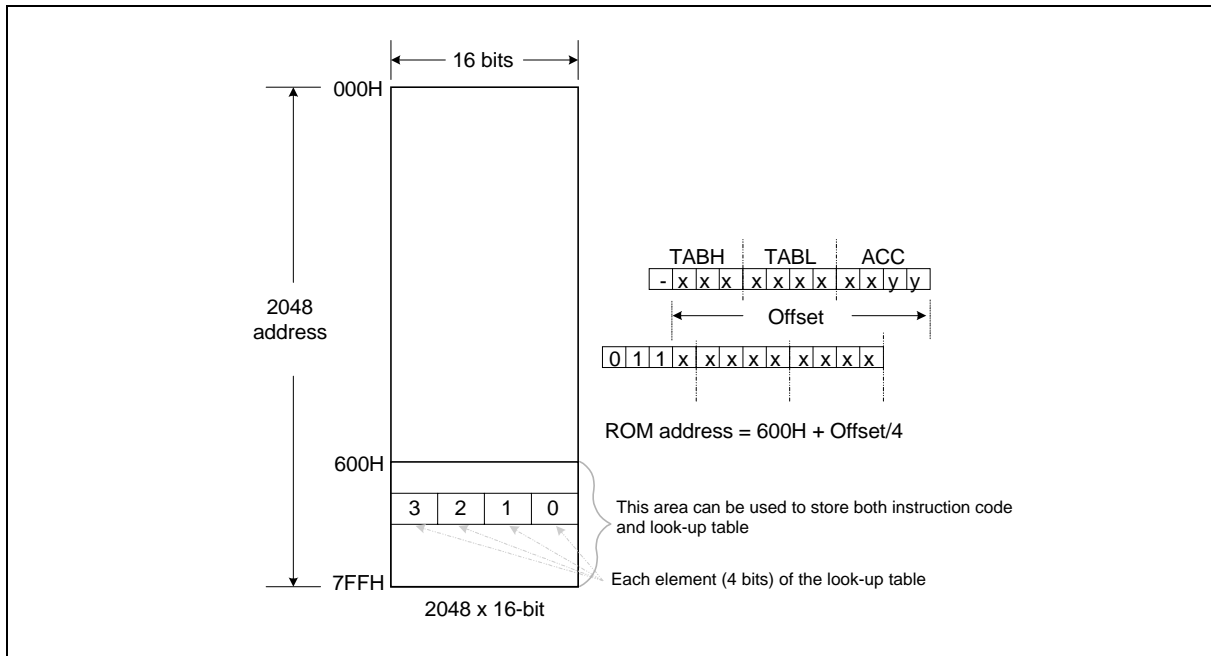 16 bits
000H
2048
address
TABH TABL ACC
- x x x x x x x x x y y
Offset
0 1 1 x x x x x x x x x
ROM address = 600H + Offset/4
600H
3 2 1 0
This area can be used to store both instruction code
and look-up table
Each element (4 bits) of the look-up table
7FFH
2048 x 16-bit